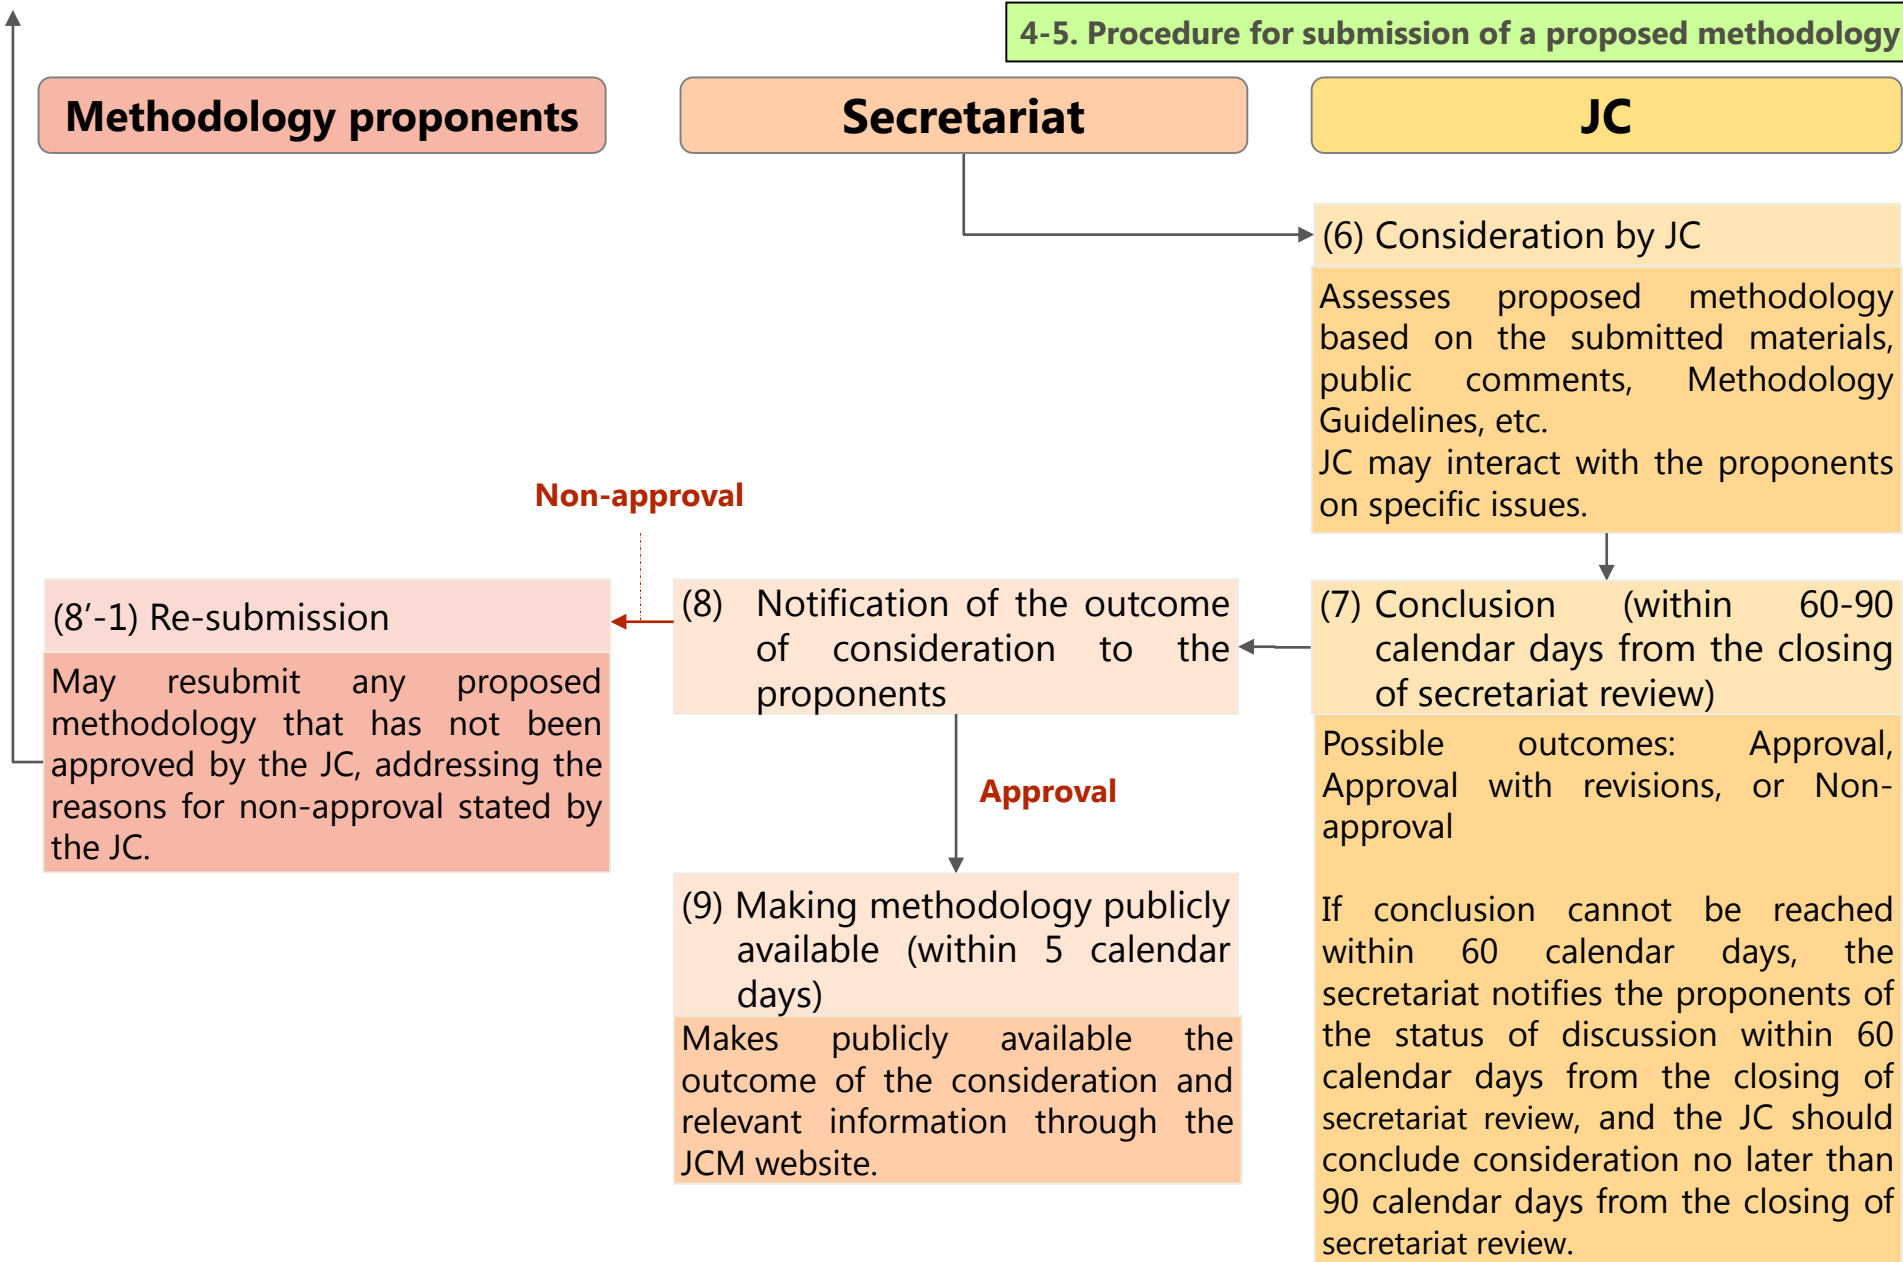 4-5. Procedure for submission of a proposed methodology
Methodology proponents
Secretariat
JC
(6) Consideration by JC
Assesses proposed methodology
based on the submitted materials,
public comments, Methodology
Guidelines, etc.
JC may interact with the proponents
on specific issues.
Non-approval
(8′-1) Re-submission
May resubmit any proposed
methodology that has not been
approved by the JC, addressing the
reasons for non-approval stated by
the JC.
(8) Notification of the outcome
of consideration to the
proponents
(7) Conclusion (within 60-90
calendar days from the closing
of secretariat review)
Possible outcomes: Approval,
Approval with revisions, or Non-
approval
If conclusion cannot be reached
within 60 calendar days, the
secretariat notifies the proponents of
the status of discussion within 60
calendar days from the closing of
secretariat review, and the JC should
conclude consideration no later than
90 calendar days from the closing of
secretariat review.
Approval
(9) Making methodology publicly
available (within 5 calendar
days)
Makes publicly available the
outcome of the consideration and
relevant information through the
JCM website.